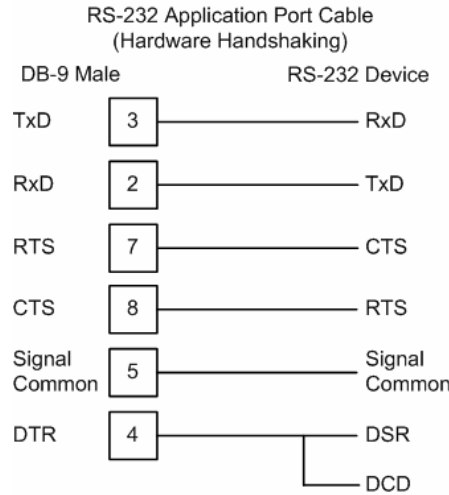 RS-232 Application Port Cable
(Hardware Handshaking)
DB-9 Male RS-232 Device
TxD 3 RxD
RxD 2 TxD
RTS 7 CTS
CTS 8 RTS
Signal Common 5 Signal Common
DTR 4 DSR
DCD